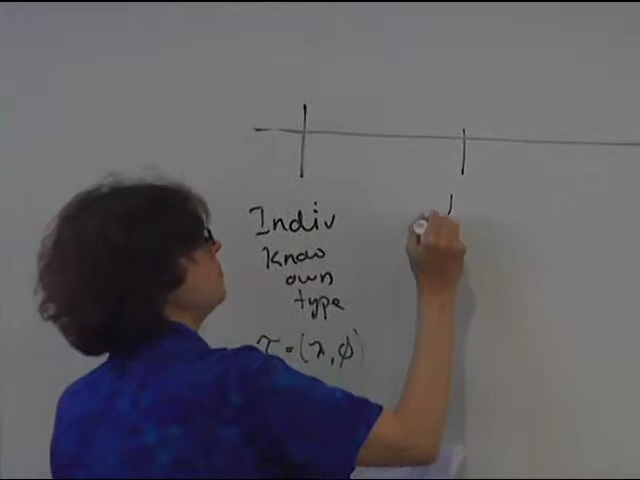 Indiv
know
own
type
τ = (λ, φ)